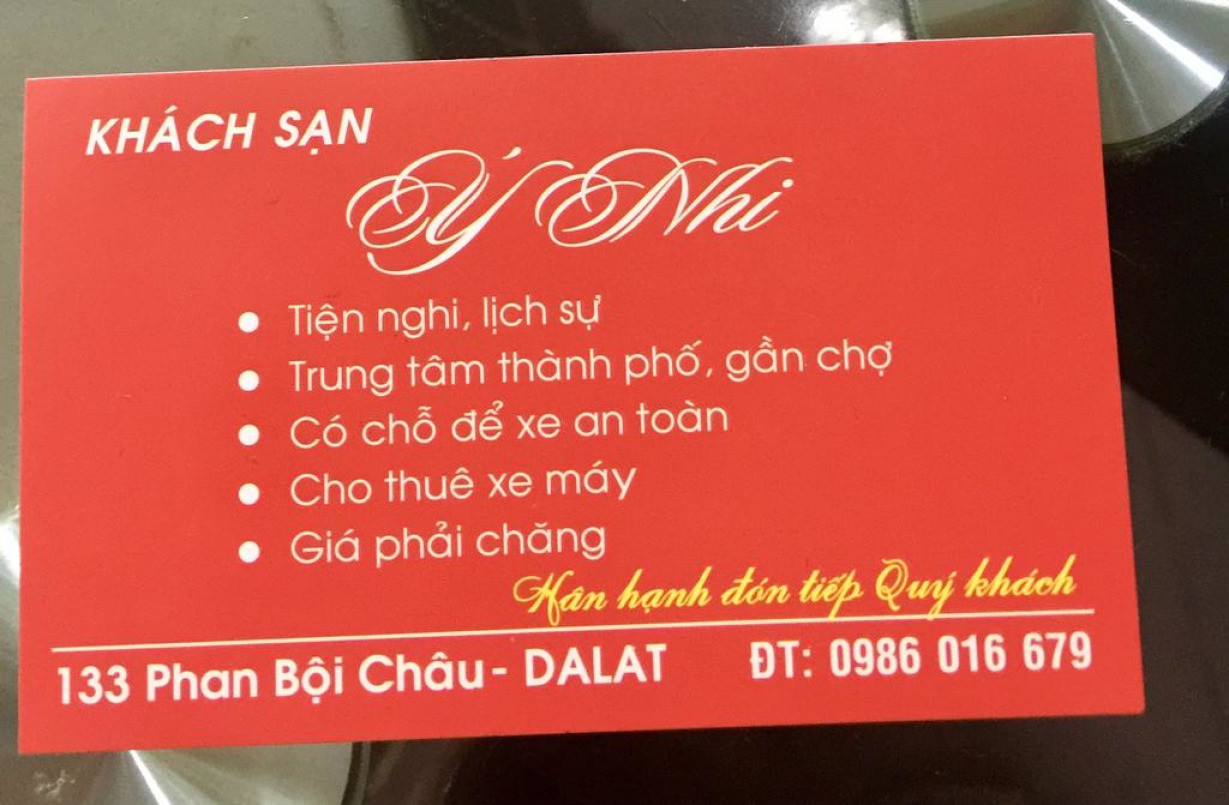 KHÁCH SẠN
Ý Nhi
• Tiện nghi, lịch sự
• Trung tâm thành phố, gần chợ
• Có chỗ để xe an toàn
• Cho thuê xe máy
• Giá phải chăng
Hân hạnh đón tiếp Quý khách
133 Phan Bội Châu - DALAT ĐT: 0986 016 679